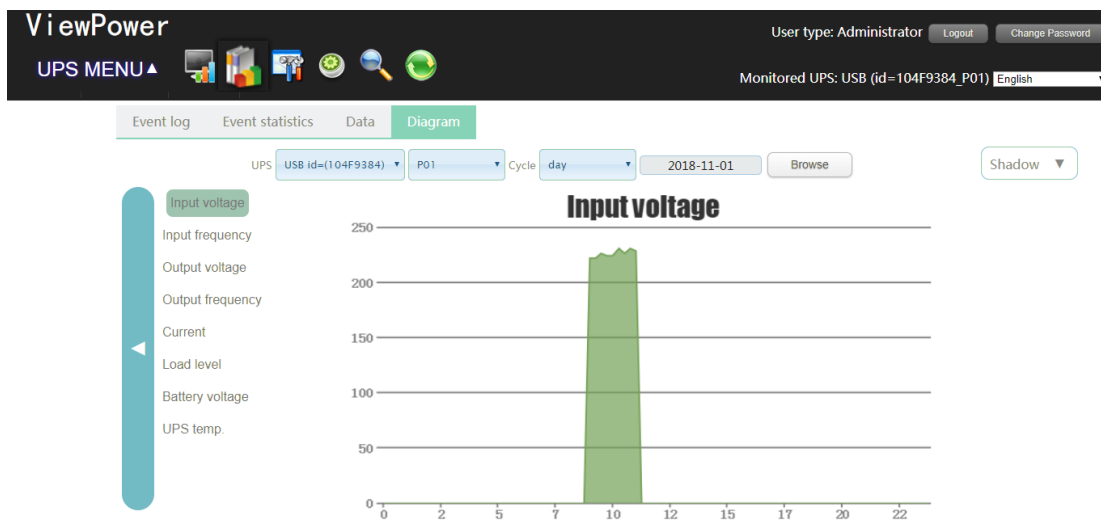 ViewPower
User type: Administrator Logout Change Password
UPS MENU▲
Monitored UPS: USB (id=104F9384_P01) English
Event log Event statistics Data Diagram
UPS USB id=(104F9384) P01 Cycle day 2018-11-01 Browse Shadow ▼
Input voltage
Input frequency
Output voltage
Output frequency
Current
Load level
Battery voltage
UPS temp.
Input voltage
250
200
150
100
50
0
0 2 5 7 10 12 15 17 20 22